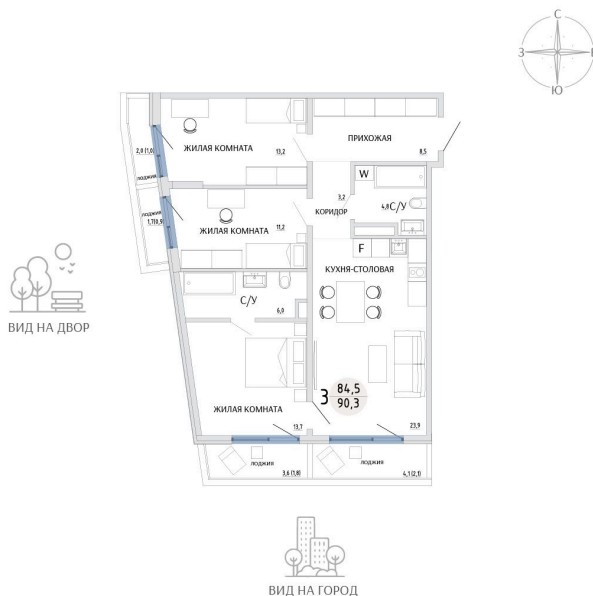 С
З
В
Ю
ПРИХОЖАЯ
8,5
ЖИЛАЯ КОМНАТА
13,2
2,0 (1,0)
лоджия
W
3,2
КОРИДОР
4,8
С/У
лоджия
1,7(0,9)
ЖИЛАЯ КОМНАТА
11,2
F
КУХНЯ-СТОЛОВАЯ
С/У
6,0
ВИД НА ДВОР
3
84,5
90,3
ЖИЛАЯ КОМНАТА
13,7
23,9
лоджия
3,6 (1,8)
лоджия
4,1 (2,1)
ВИД НА ГОРОД